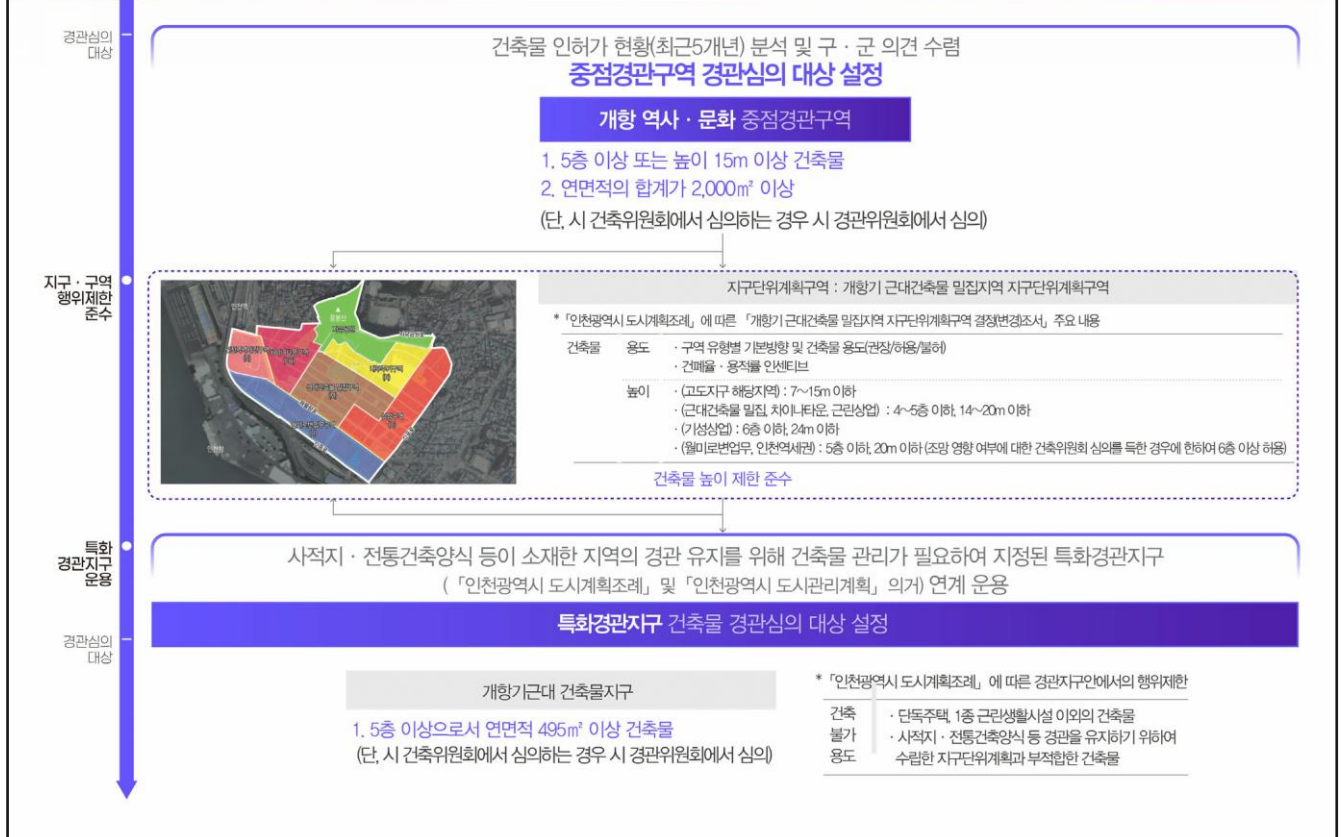 경관심의
대상
건축물 인허가 현황(최근5개년) 분석 및 구 · 군 의견 수렴
중점경관구역 경관심의 대상 설정
개항 역사 · 문화 중점경관구역
1. 5층 이상 또는 높이 15m 이상 건축물
2. 연면적의 합계가 2,000㎡ 이상
(단, 시 건축위원회에서 심의하는 경우 시 경관위원회에서 심의)
지구 · 구역
행위제한
준수
지구단위계획구역 : 개항기 근대건축물 밀집지역 지구단위계획구역
*「인천광역시 도시계획조례」에 따른 「개항기 근대건축물 밀집지역 지구단위계획구역 결정(변경)조서」 주요 내용
건축물 용도 · 구역 유형별 기본방향 및 건축물 용도(권장/허용/불허)
· 건폐율 · 용적률 인센티브
높이 · (고도지구 해당지역) : 7~15m 이하
· (근대건축물 밀집, 차이나타운, 근린상업) : 4~5층 이하, 14~20m 이하
· (기성상업) : 6층 이하, 24m 이하
· (월미로변업무, 인천역세권) : 5층 이하, 20m 이하 (조망 영향 여부에 대한 건축위원회 심의를 득한 경우에 한하여 6층 이상 허용)
건축물 높이 제한 준수
특화
경관지구
운용
사적지 · 전통건축양식 등이 소재한 지역의 경관 유지를 위해 건축물 관리가 필요하여 지정된 특화경관지구
(「인천광역시 도시계획조례」 및 「인천광역시 도시관리계획」 의거) 연계 운용
특화경관지구 건축물 경관심의 대상 설정
경관심의
대상
개항기근대 건축물지구
1. 5층 이상으로서 연면적 495㎡ 이상 건축물
(단, 시 건축위원회에서 심의하는 경우 시 경관위원회에서 심의)
*「인천광역시 도시계획조례」에 따른 경관지구안에서의 행위제한
건축 · 단독주택, 1종 근린생활시설 이외의 건축물
불가 · 사적지 · 전통건축양식 등 경관을 유지하기 위하여
용도 수립한 지구단위계획과 부적합한 건축물